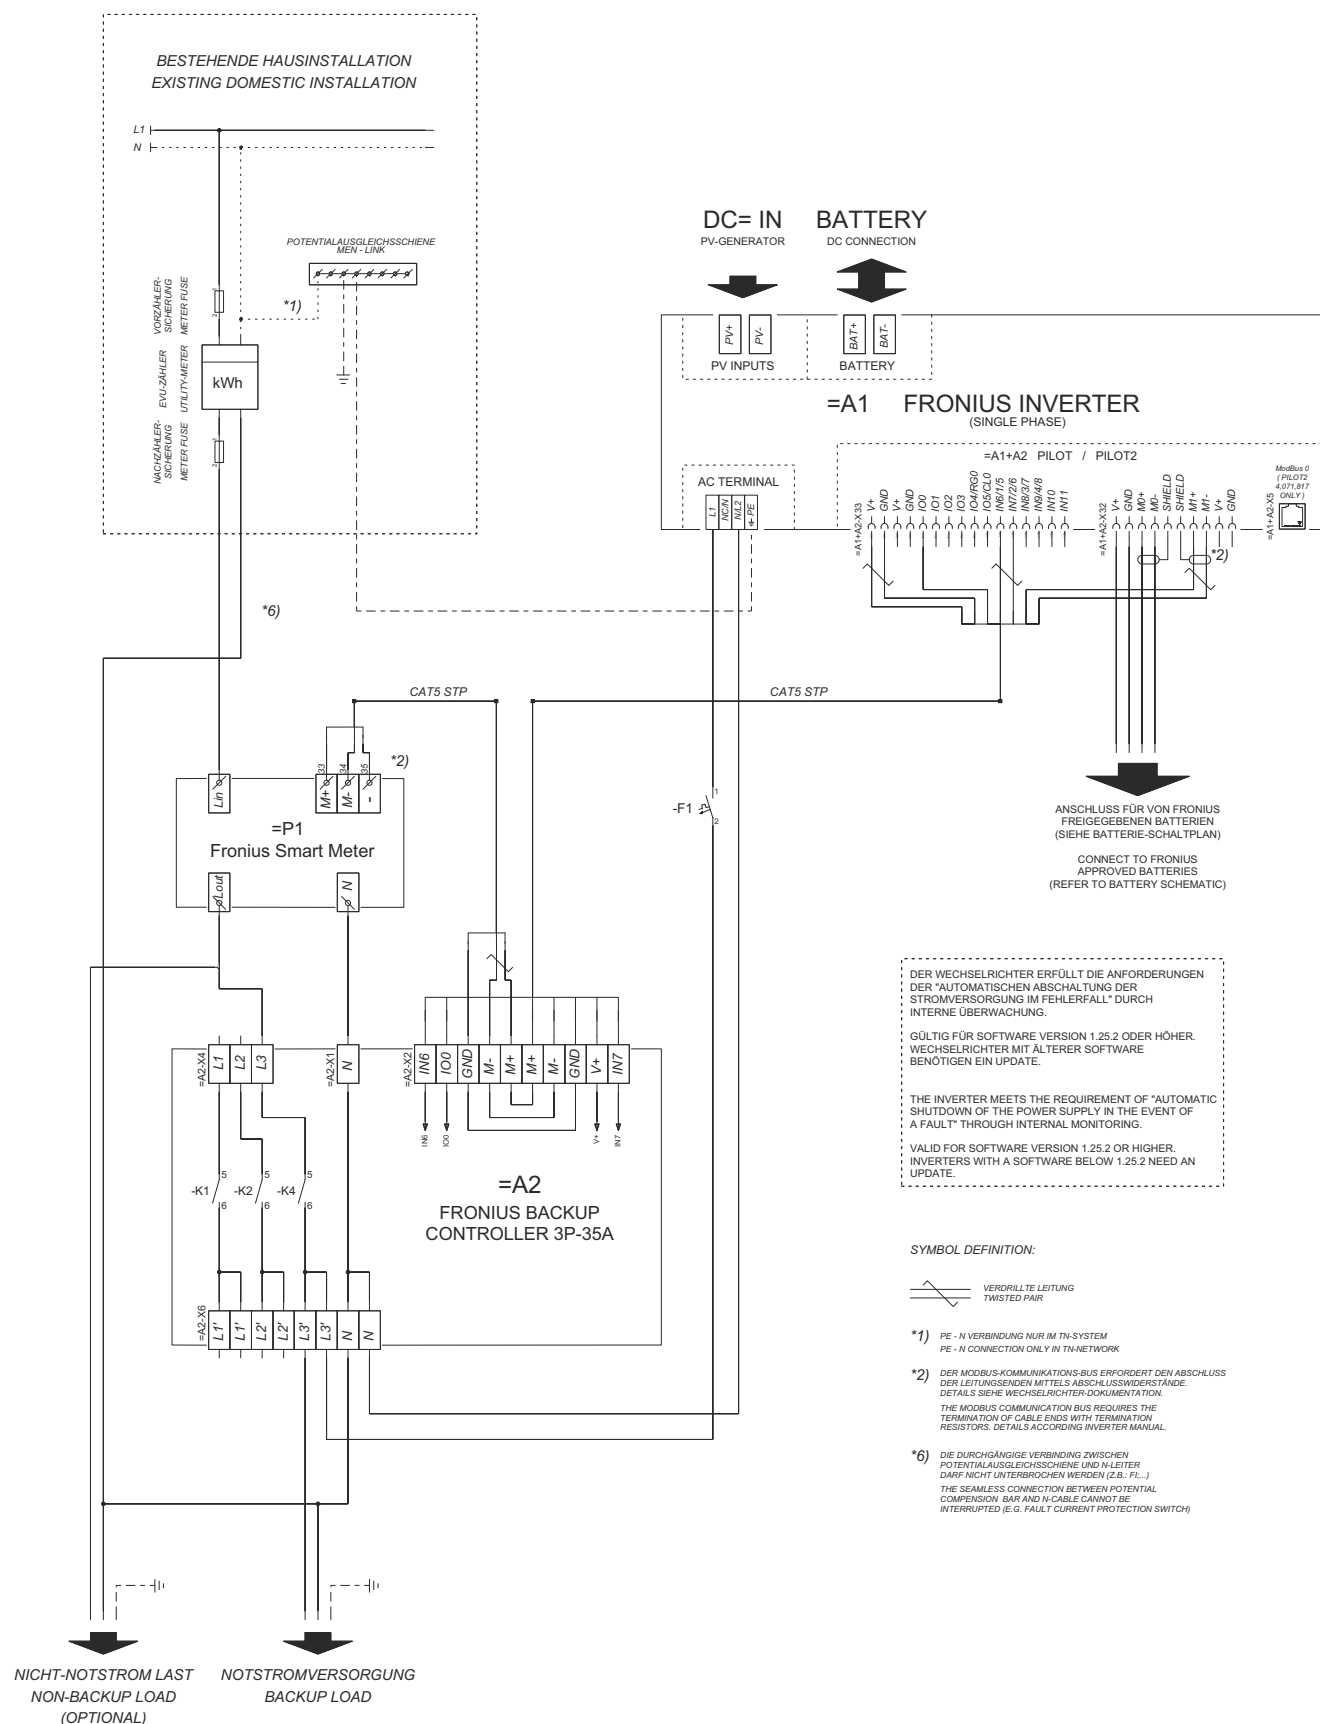 BESTEHENDE HAUSINSTALLATION
EXISTING DOMESTIC INSTALLATION
L1
N
POTENTIALAUSGLEICHSSCHIENE
MEN - LINK
*1)
VORZÄHLER-
SICHERUNG
METER FUSE
EVU-ZÄHLER
UTILITY-METER
kWh
NACHZÄHLER-
SICHERUNG
METER FUSE
1
2
1
2
*6)
DC= IN
PV-GENERATOR
BATTERY
DC CONNECTION
PV+
PV-
BAT+
BAT-
PV INPUTS
BATTERY
=A1 FRONIUS INVERTER
(SINGLE PHASE)
=A1+A2 PILOT / PILOT2
AC TERMINAL
L1
NC/N
N/L2
PE
=A1+A2-X33
V+
GND
V+
GND
IO0
IO1
IO2
IO3
IO4/RG0
IO5/CL0
IN6/1/5
IN7/2/6
IN8/3/7
IN9/4/8
IN10
IN11
=A1+A2-X32
V+
GND
M0+
M0-
SHIELD
SHIELD
M1+
M1-
V+
GND
*2)
=A1+A2-X5
ModBus 0
( PILOT2
4,071,817
ONLY )
CAT5 STP
CAT5 STP
Lin
33
34
35
M+
M-
-
*2)
=P1
Fronius Smart Meter
Lout
N
-F1
1
2
ANSCHLUSS FÜR VON FRONIUS
FREIGEGEBENEN BATTERIEN
(SIEHE BATTERIE-SCHALTPLAN)
CONNECT TO FRONIUS
APPROVED BATTERIES
(REFER TO BATTERY SCHEMATIC)
=A2-X4
L1
L2
L3
=A2-X1
N
=A2-X2
IN6
IO0
GND
M-
M+
M+
M-
GND
V+
IN7
IN6
IO0
V+
IN7
-K1
5
6
-K2
5
6
-K4
5
6
=A2
FRONIUS BACKUP
CONTROLLER 3P-35A
=A2-X6
L1'
L1'
L2'
L2'
L3'
L3'
N
N
DER WECHSELRICHTER ERFÜLLT DIE ANFORDERUNGEN
DER "AUTOMATISCHEN ABSCHALTUNG DER
STROMVERSORGUNG IM FEHLERFALL" DURCH
INTERNE ÜBERWACHUNG.
GÜLTIG FÜR SOFTWARE VERSION 1.25.2 ODER HÖHER.
WECHSELRICHTER MIT ÄLTERER SOFTWARE
BENÖTIGEN EIN UPDATE.
THE INVERTER MEETS THE REQUIREMENT OF "AUTOMATIC
SHUTDOWN OF THE POWER SUPPLY IN THE EVENT OF
A FAULT" THROUGH INTERNAL MONITORING.
VALID FOR SOFTWARE VERSION 1.25.2 OR HIGHER.
INVERTERS WITH A SOFTWARE BELOW 1.25.2 NEED AN
UPDATE.
SYMBOL DEFINITION:
VERDRILLTE LEITUNG
TWISTED PAIR
*1) PE - N VERBINDUNG NUR IM TN-SYSTEM
PE - N CONNECTION ONLY IN TN-NETWORK
*2) DER MODBUS-KOMMUNIKATIONS-BUS ERFORDERT DEN ABSCHLUSS
DER LEITUNGSENDEN MITTELS ABSCHLUSSWIDERSTÄNDE.
DETAILS SIEHE WECHSELRICHTER-DOKUMENTATION.
THE MODBUS COMMUNICATION BUS REQUIRES THE
TERMINATION OF CABLE ENDS WITH TERMINATION
RESISTORS. DETAILS ACCORDING INVERTER MANUAL.
*6) DIE DURCHGÄNGIGE VERBINDING ZWISCHEN
POTENTIALAUSGLEICHSSCHIENE UND N-LEITER
DARF NICHT UNTERBROCHEN WERDEN (Z.B.: FI;...)
THE SEAMLESS CONNECTION BETWEEN POTENTIAL
COMPENSION BAR AND N-CABLE CANNOT BE
INTERRUPTED (E.G. FAULT CURRENT PROTECTION SWITCH)
NICHT-NOTSTROM LAST
NON-BACKUP LOAD
(OPTIONAL)
NOTSTROMVERSORGUNG
BACKUP LOAD